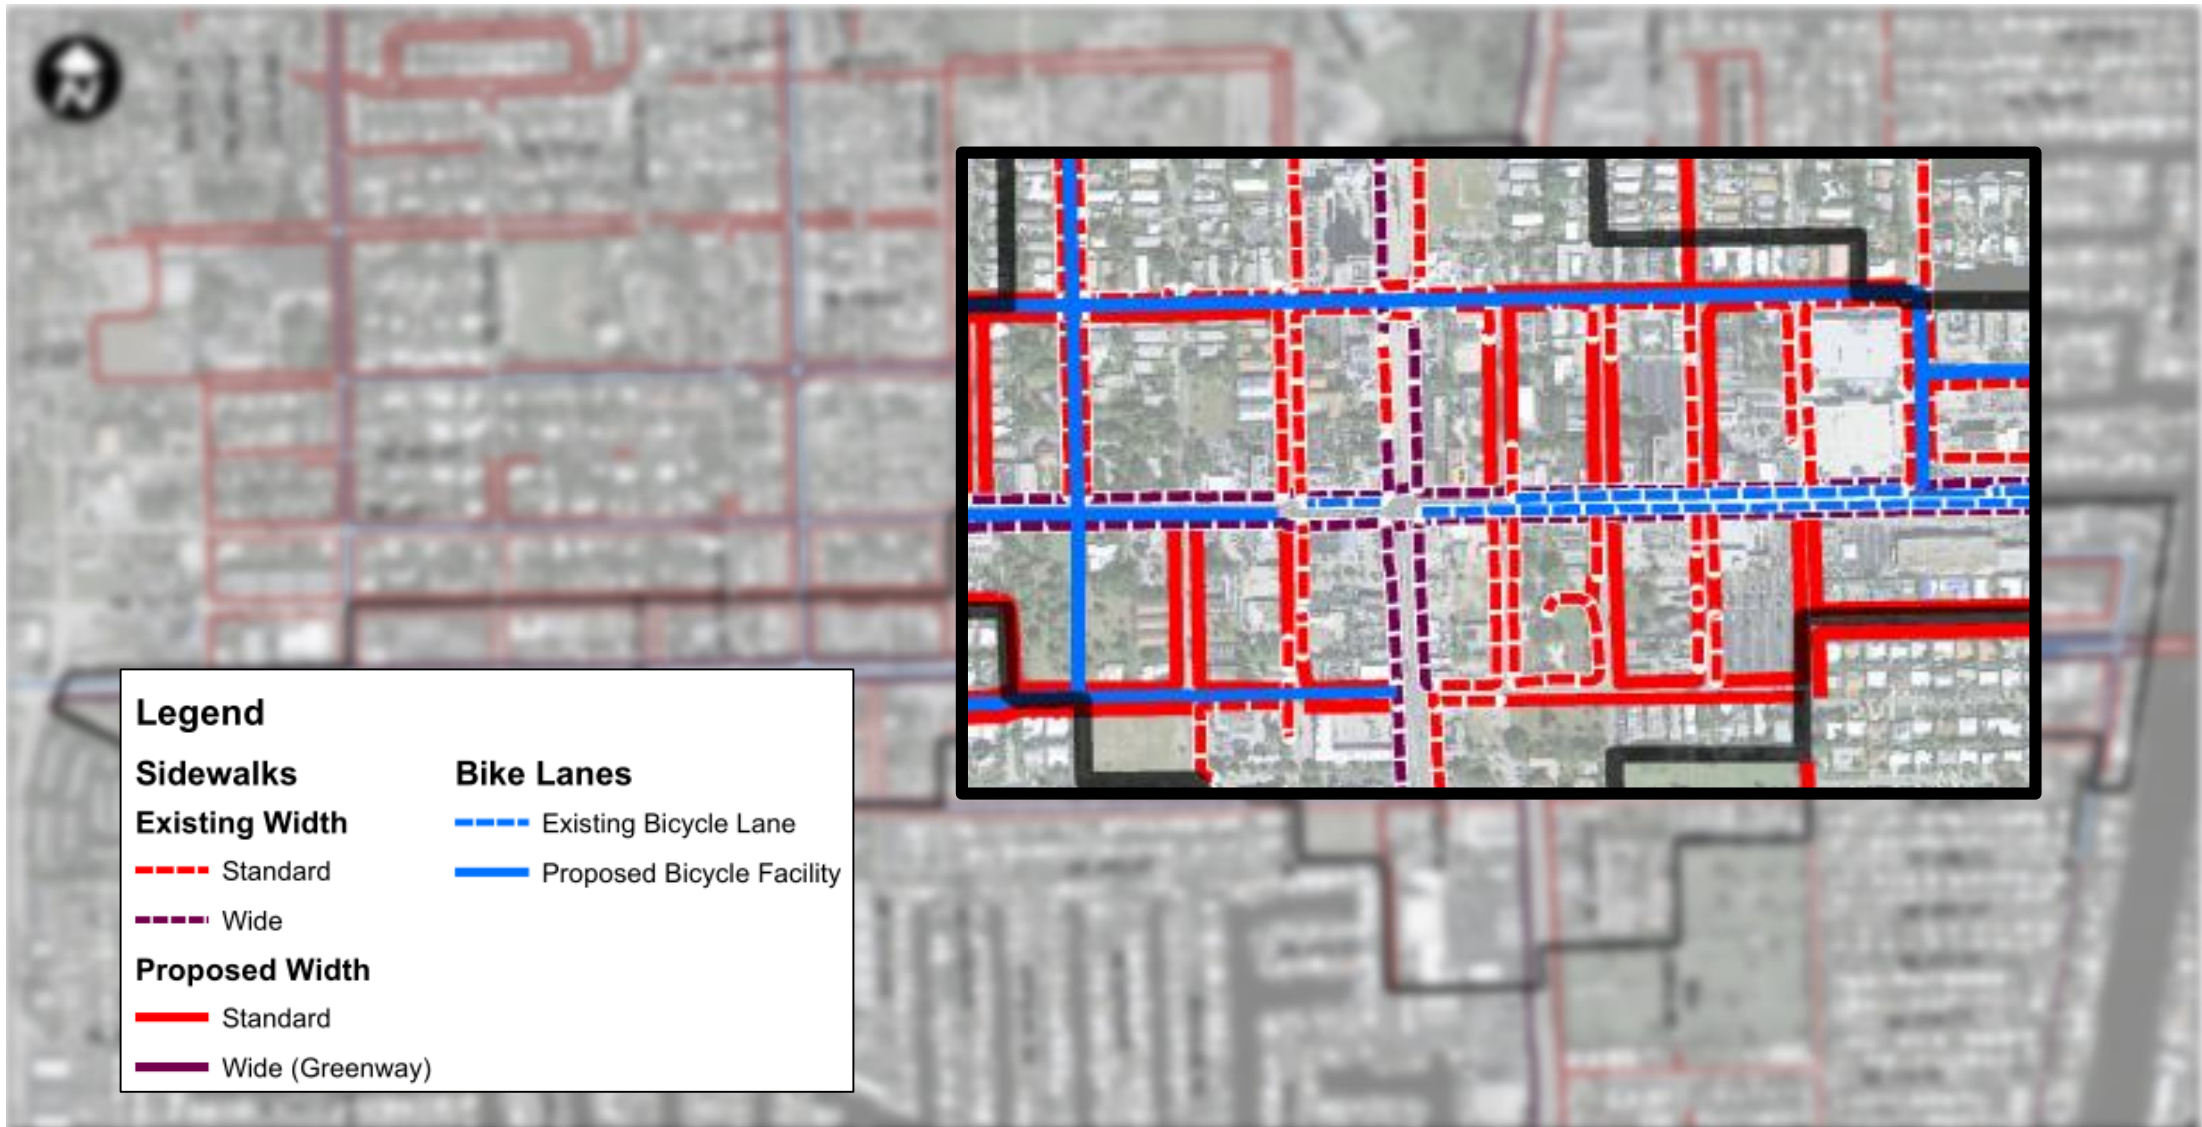 N
Legend
Sidewalks
Existing Width
Standard
Wide
Proposed Width
Standard
Wide (Greenway)
Bike Lanes
Existing Bicycle Lane
Proposed Bicycle Facility